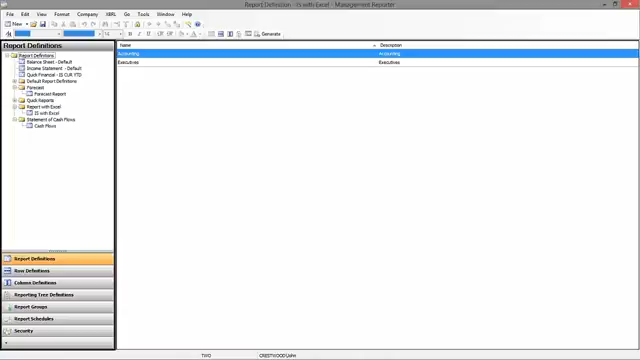 Report Definition - IS with Excel - Management Reporter
File Edit View Format Company XBRL Go Tools Window Help
New
Generate
Report Definitions
Name Description
Report Definitions
Balance Sheet - Default
Income Statement - Default
Quick Financial - IS CUR YTD
Default Report Definitions
Forecast
Forecast Report
Quick Reports
Report with Excel
IS with Excel
Statement of Cash Flows
Cash Flows
Accounting Accounting
Executives Executives
Report Definitions
Row Definitions
Column Definitions
Reporting Tree Definitions
Report Groups
Report Schedules
Security
TWO